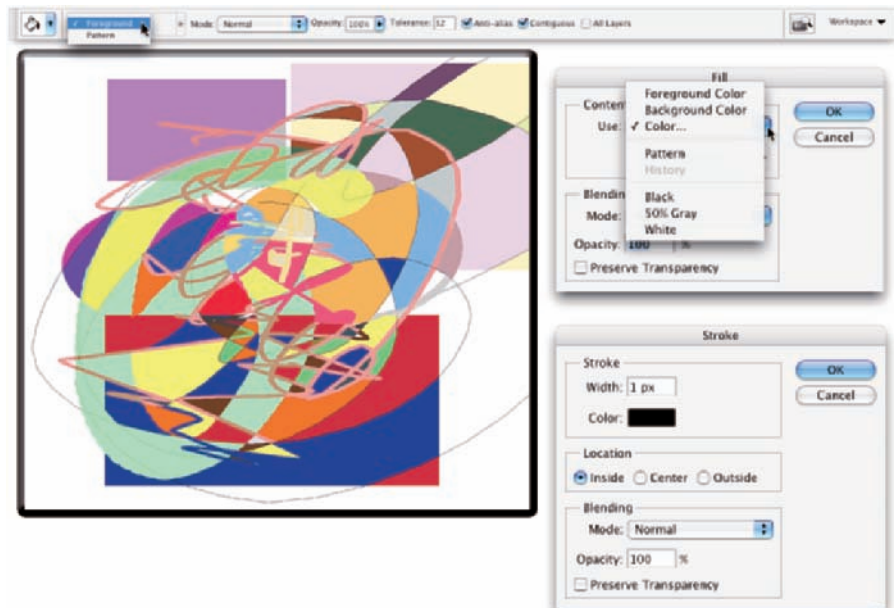 Foreground Mode: Normal Opacity: 100% Tolerance: 32 Anti-alias Contiguous All Layers Workspace
Pattern
Fill
Content
Use:
Foreground Color
Background Color
✓ Color...
Pattern
History
Black
50% Gray
White
OK
Cancel
Blending
Mode:
Opacity: 100 %
Preserve Transparency
Stroke
Stroke
Width: 1 px
Color:
OK
Cancel
Location
Inside Center Outside
Blending
Mode: Normal
Opacity: 100 %
Preserve Transparency